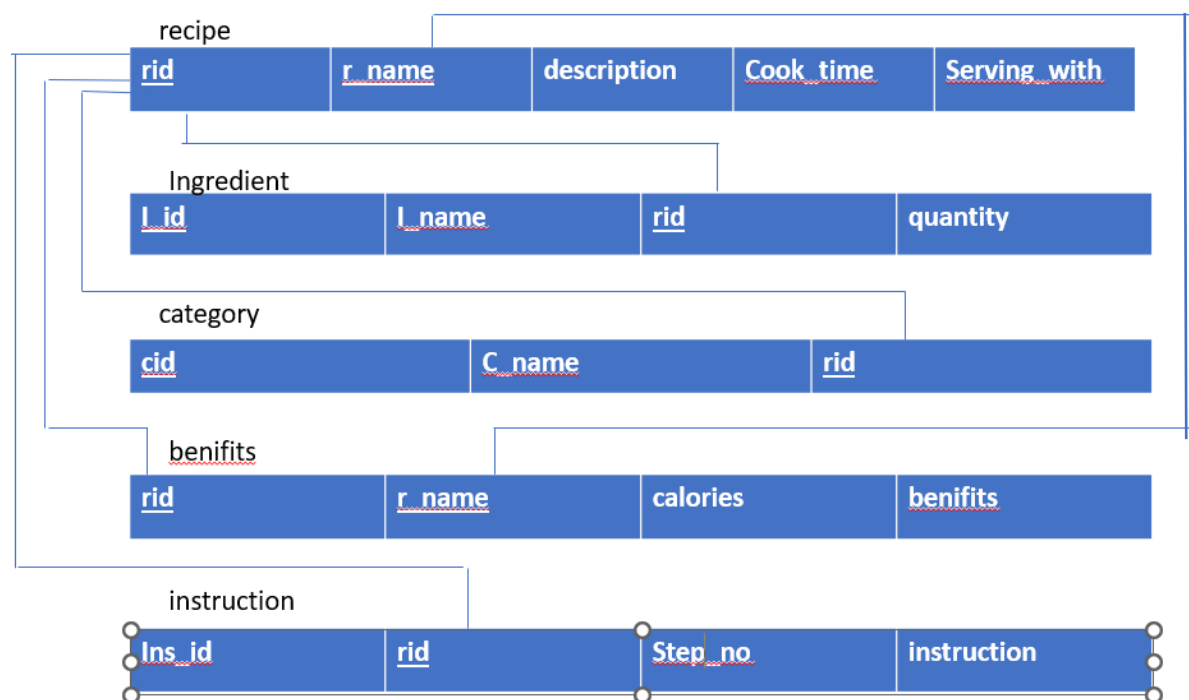 recipe
rid r_name description Cook_time Serving_with
Ingredient
I_id I_name rid quantity
category
cid C_name rid
benifits
rid r_name calories benifits
instruction
Ins_id rid Step_no instruction